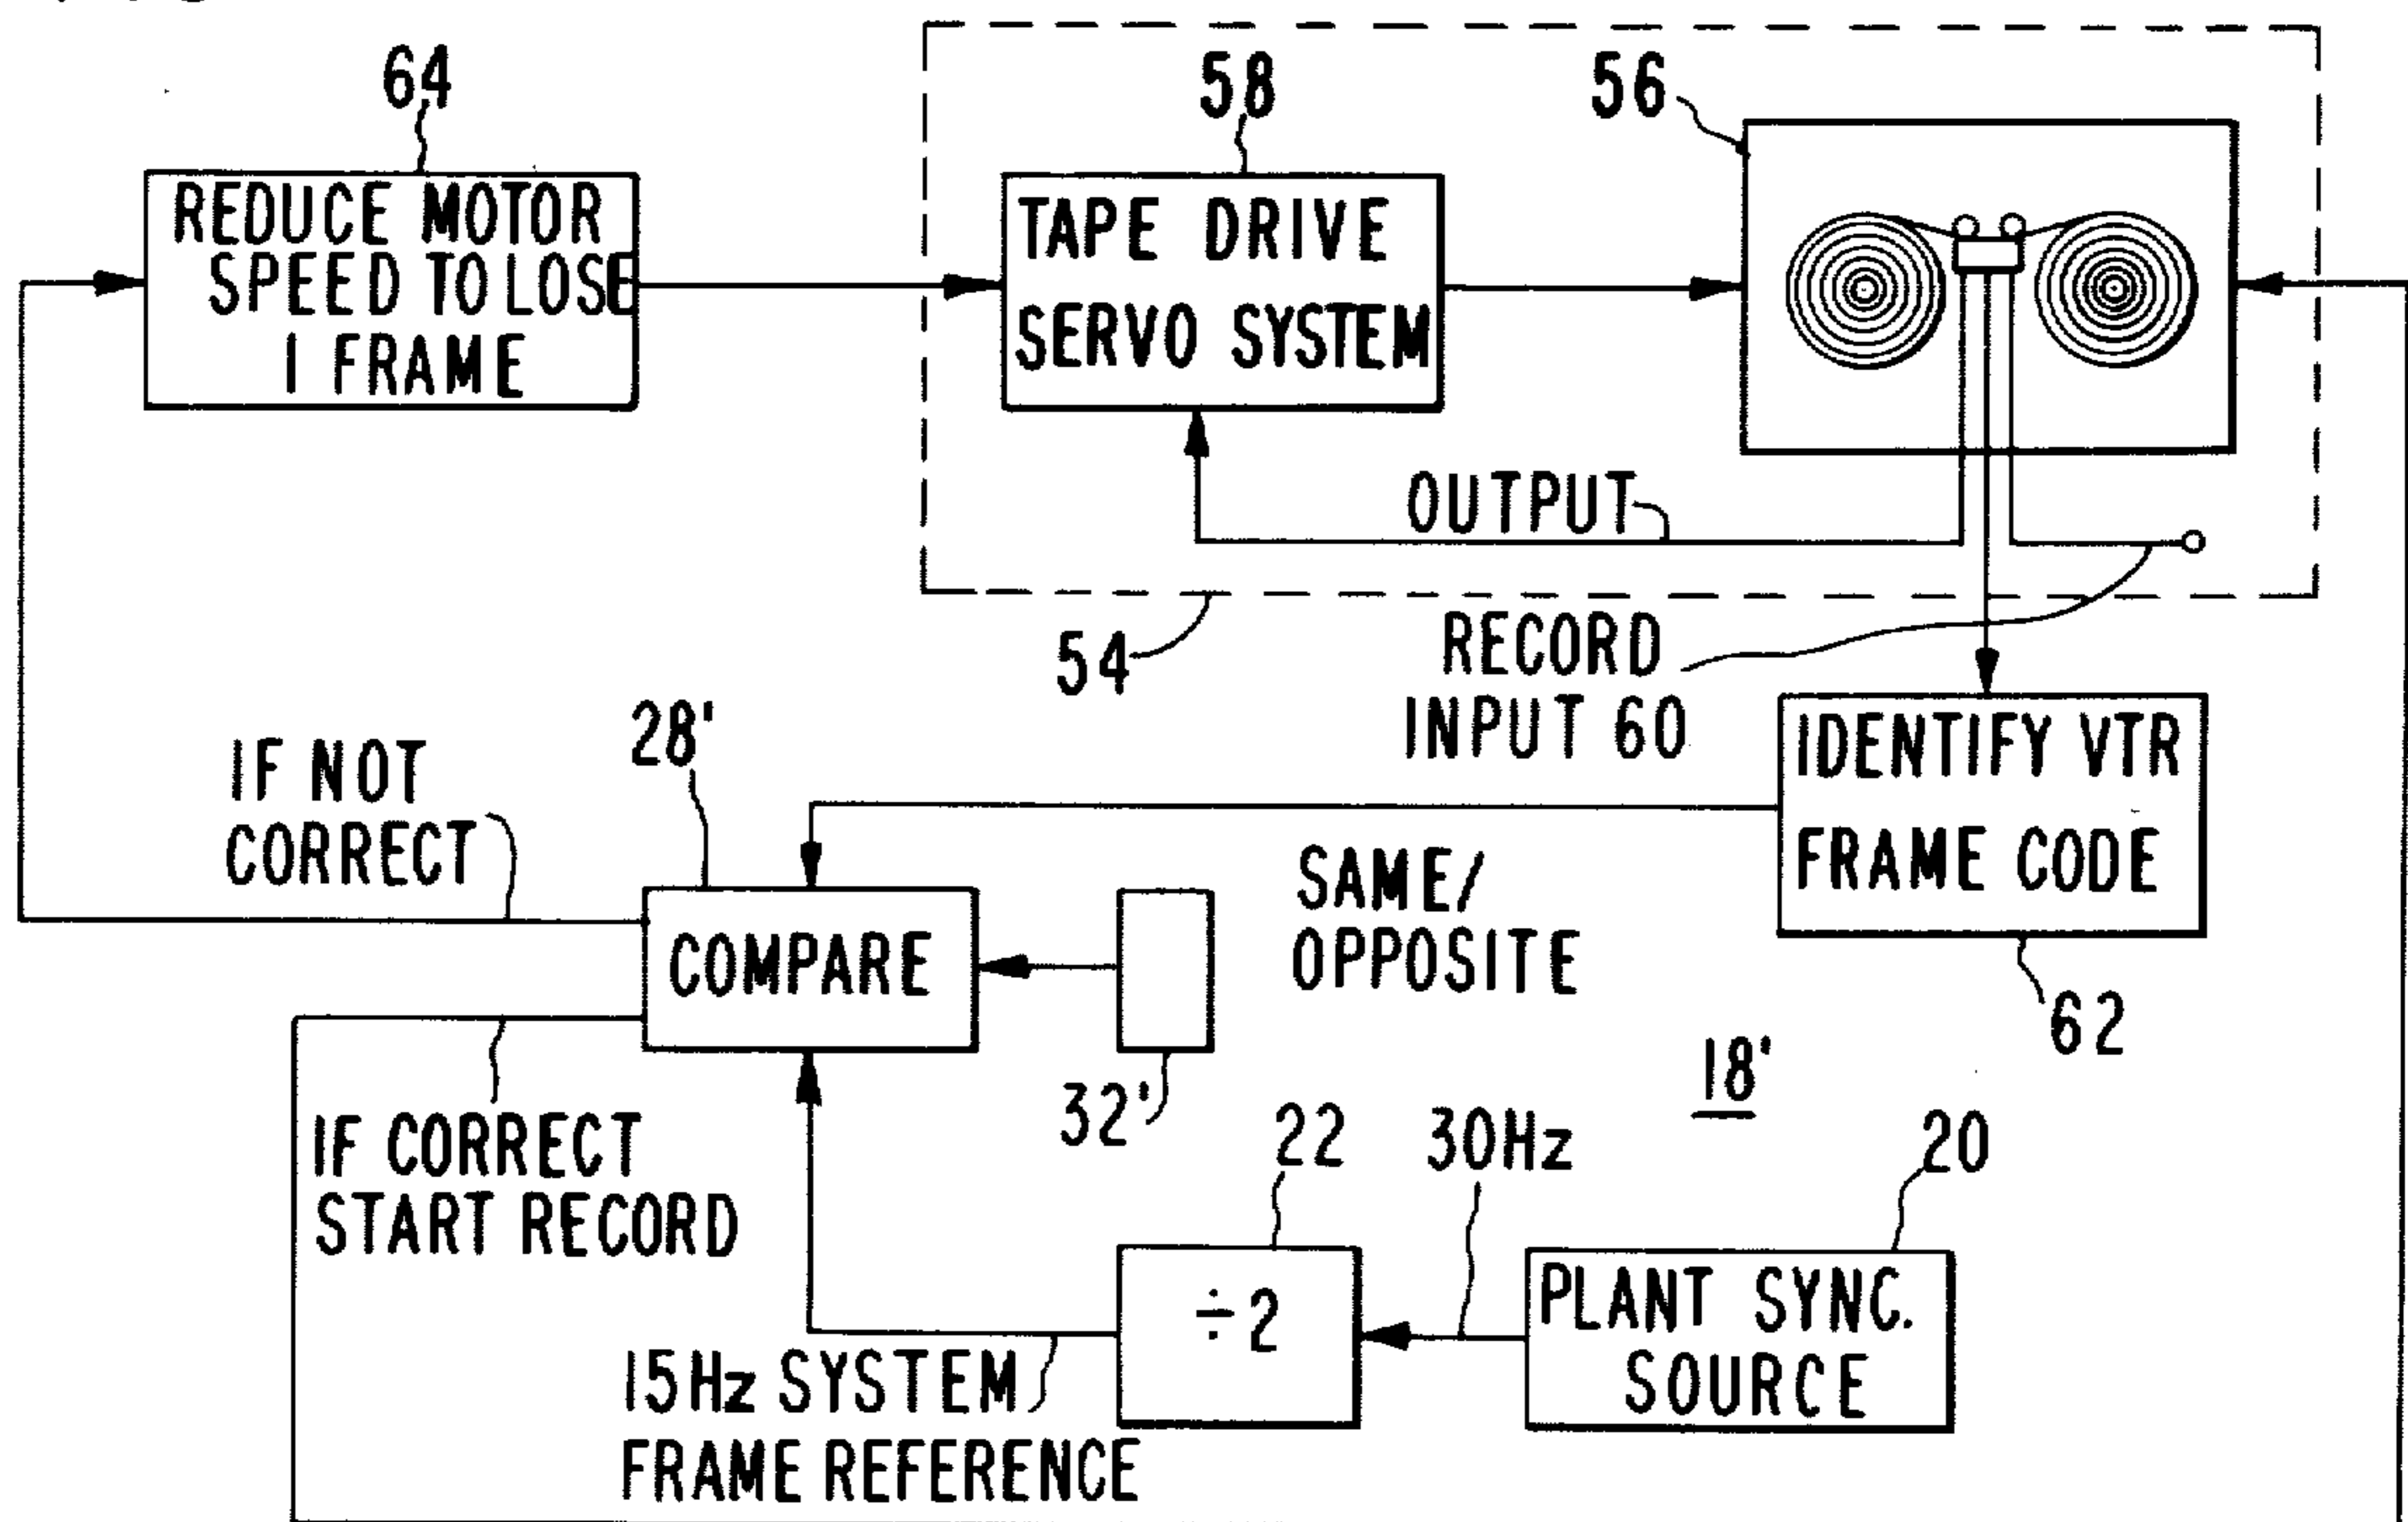 64
58
56
REDUCE MOTOR
SPEED TO LOSE
1 FRAME
TAPE DRIVE
SERVO SYSTEM
OUTPUT
54
RECORD
INPUT 60
28'
IF NOT
CORRECT
IDENTIFY VTR
FRAME CODE
SAME/
OPPOSITE
COMPARE
62
18'
32'
22
30Hz
20
IF CORRECT
START RECORD
÷2
PLANT SYNC.
SOURCE
15Hz SYSTEM
FRAME REFERENCE